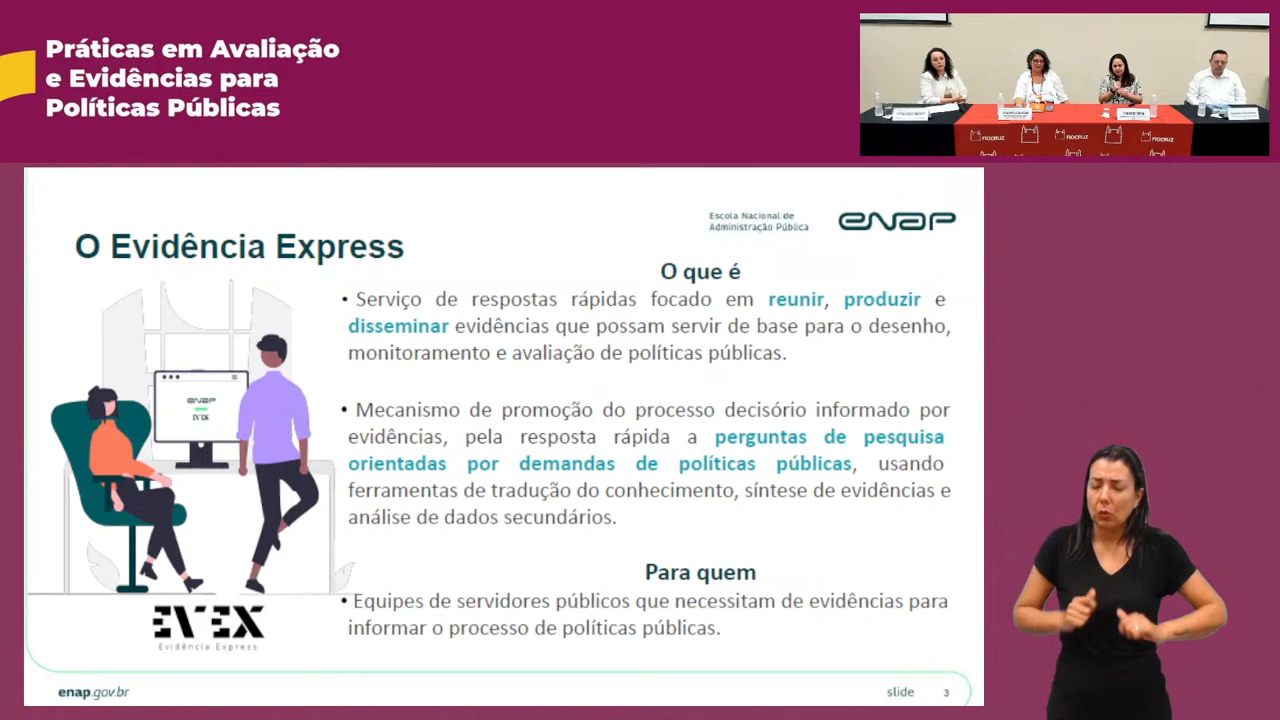 Práticas em Avaliação
e Evidências para
Políticas Públicas
FIOCRUZ
FIOCRUZ
FIOCRUZ
Escola Nacional de
Administração Pública
enap
O Evidência Express
O que é
• Serviço de respostas rápidas focado em reunir, produzir e
disseminar evidências que possam servir de base para o desenho,
monitoramento e avaliação de políticas públicas.
• Mecanismo de promoção do processo decisório informado por
evidências, pela resposta rápida a perguntas de pesquisa
orientadas por demandas de políticas públicas, usando
ferramentas de tradução do conhecimento, síntese de evidências e
análise de dados secundários.
enap
EVEX
Para quem
• Equipes de servidores públicos que necessitam de evidências para
informar o processo de políticas públicas.
EVEX
Evidência Express
enap.gov.br
slide 3